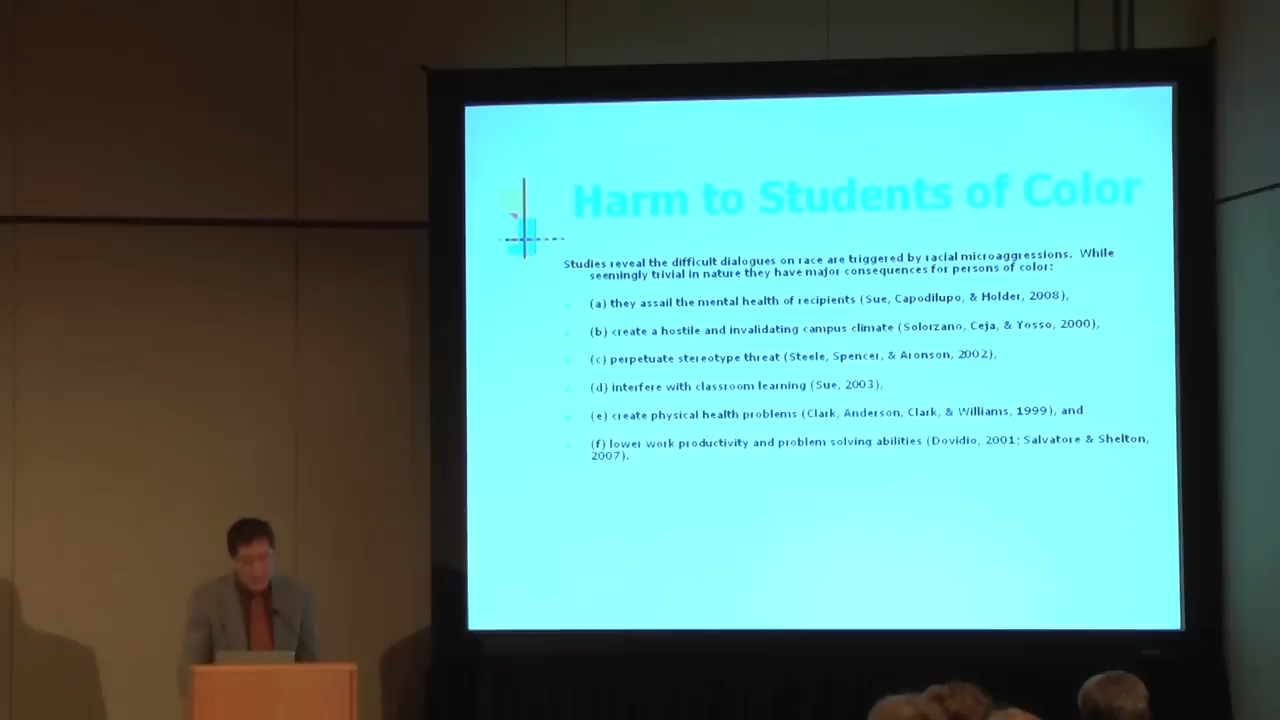 Harm to Students of Color
Studies reveal the difficult dialogues on race are triggered by racial microaggressions. While
seemingly trivial in nature they have major consequences for persons of color:
(a) they assail the mental health of recipients (Sue, Capodilupo, & Holder, 2008),
(b) create a hostile and invalidating campus climate (Solorzano, Ceja, & Yosso, 2000),
(c) perpetuate stereotype threat (Steele, Spencer, & Aronson, 2002),
(d) interfere with classroom learning (Sue, 2003),
(e) create physical health problems (Clark, Anderson, Clark, & Williams, 1999), and
(f) lower work productivity and problem solving abilities (Dovidio, 2001; Salvatore & Shelton,
2007).